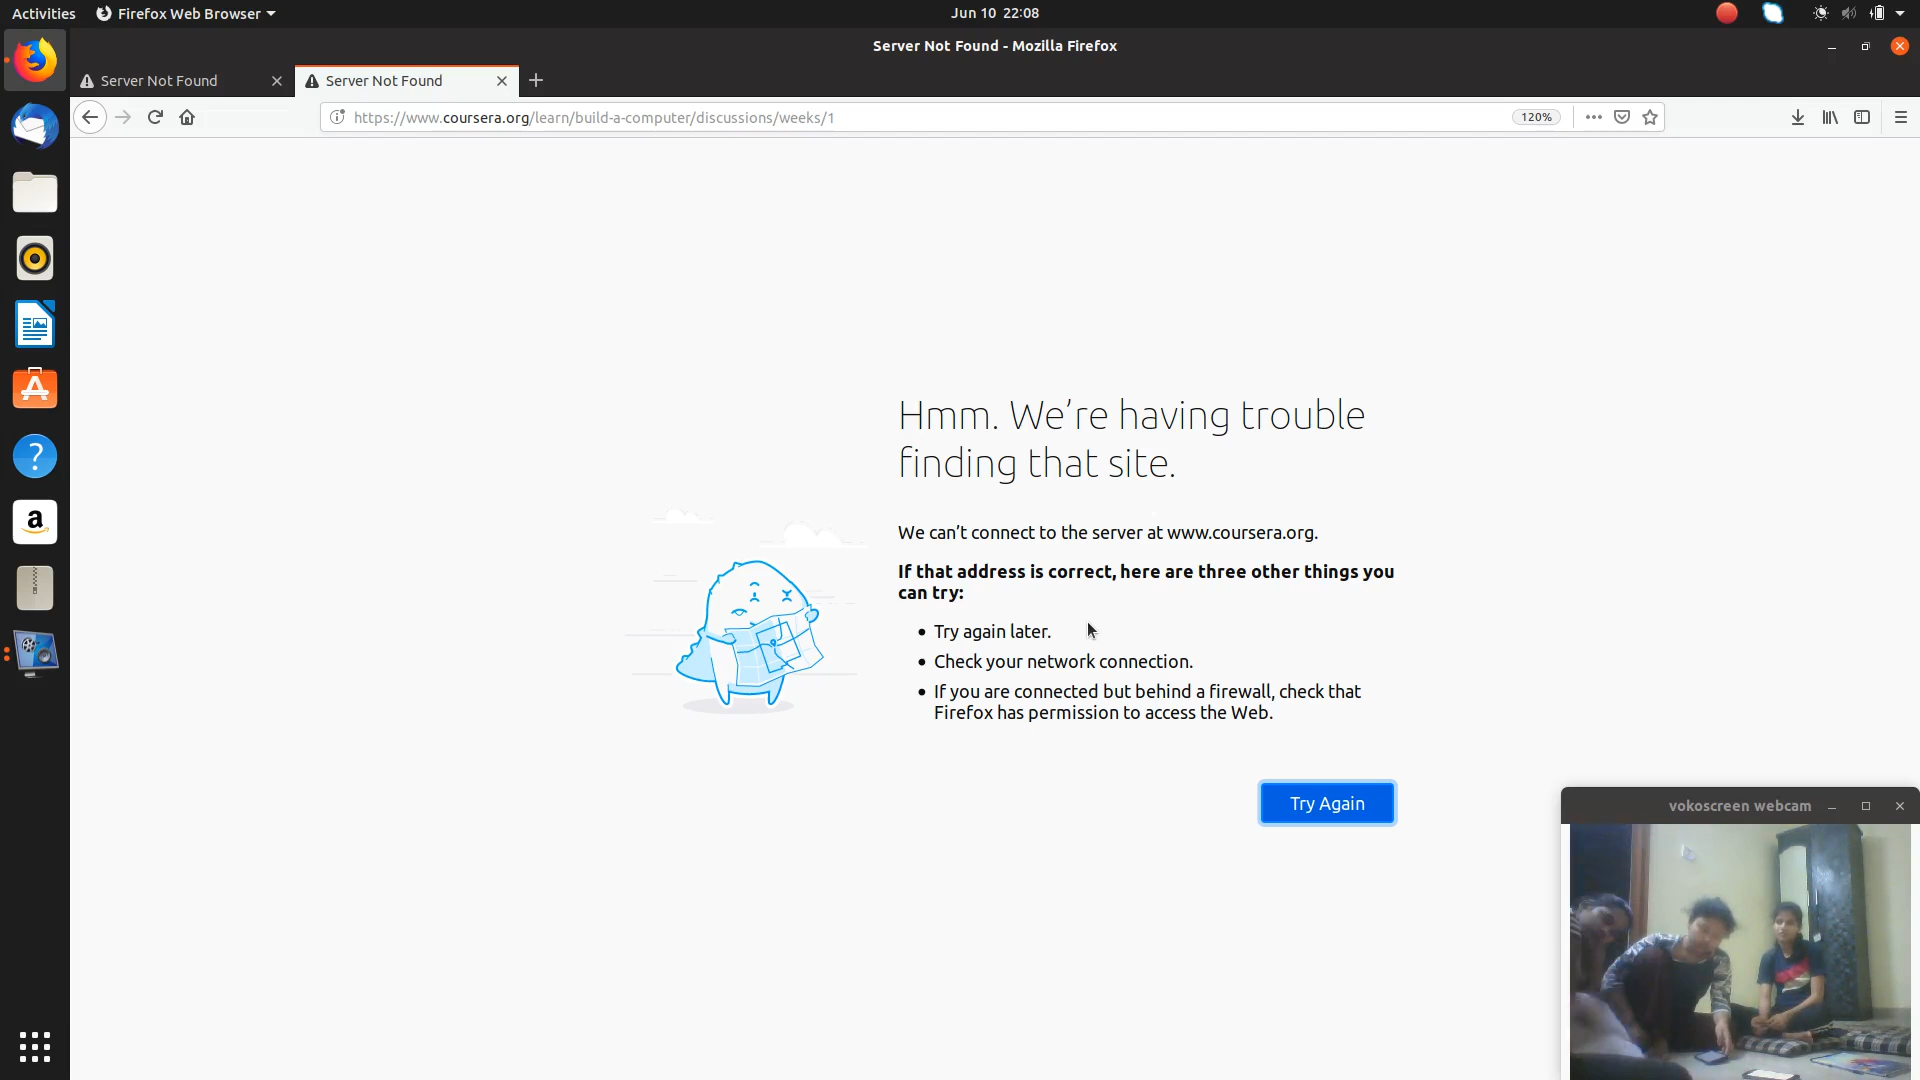 Activities
Firefox Web Browser
Jun 10 22:08
Server Not Found - Mozilla Firefox
Server Not Found
Server Not Found
https://www.coursera.org/learn/build-a-computer/discussions/weeks/1
120%
Hmm. We’re having trouble
finding that site.
We can’t connect to the server at www.coursera.org.
If that address is correct, here are three other things you
can try:
• Try again later.
• Check your network connection.
• If you are connected but behind a firewall, check that
Firefox has permission to access the Web.
Try Again
vokoscreen webcam